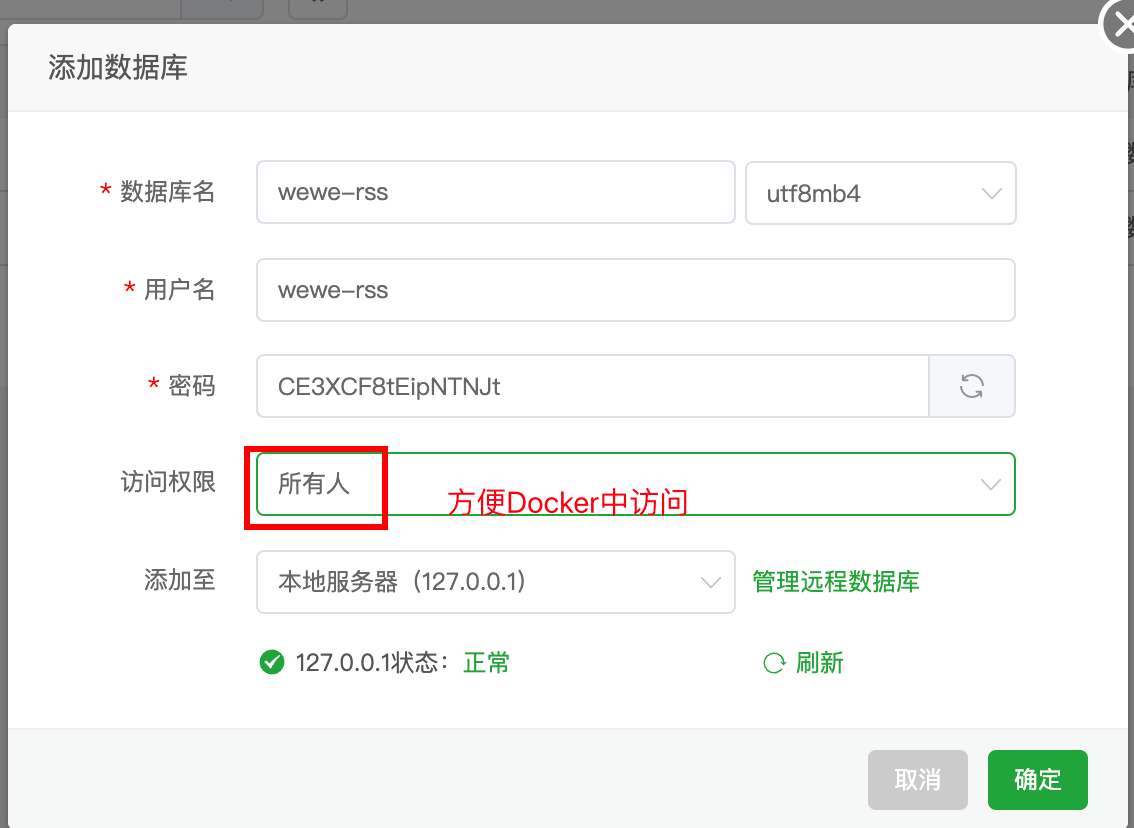 添加数据库
* 数据库名 wewe-rss utf8mb4
* 用户名 wewe-rss
* 密码 CE3XCF8tEipNTNJt
访问权限 所有人 方便Docker中访问
添加至 本地服务器（127.0.0.1） 管理远程数据库
127.0.0.1状态： 正常 刷新
取消 确定